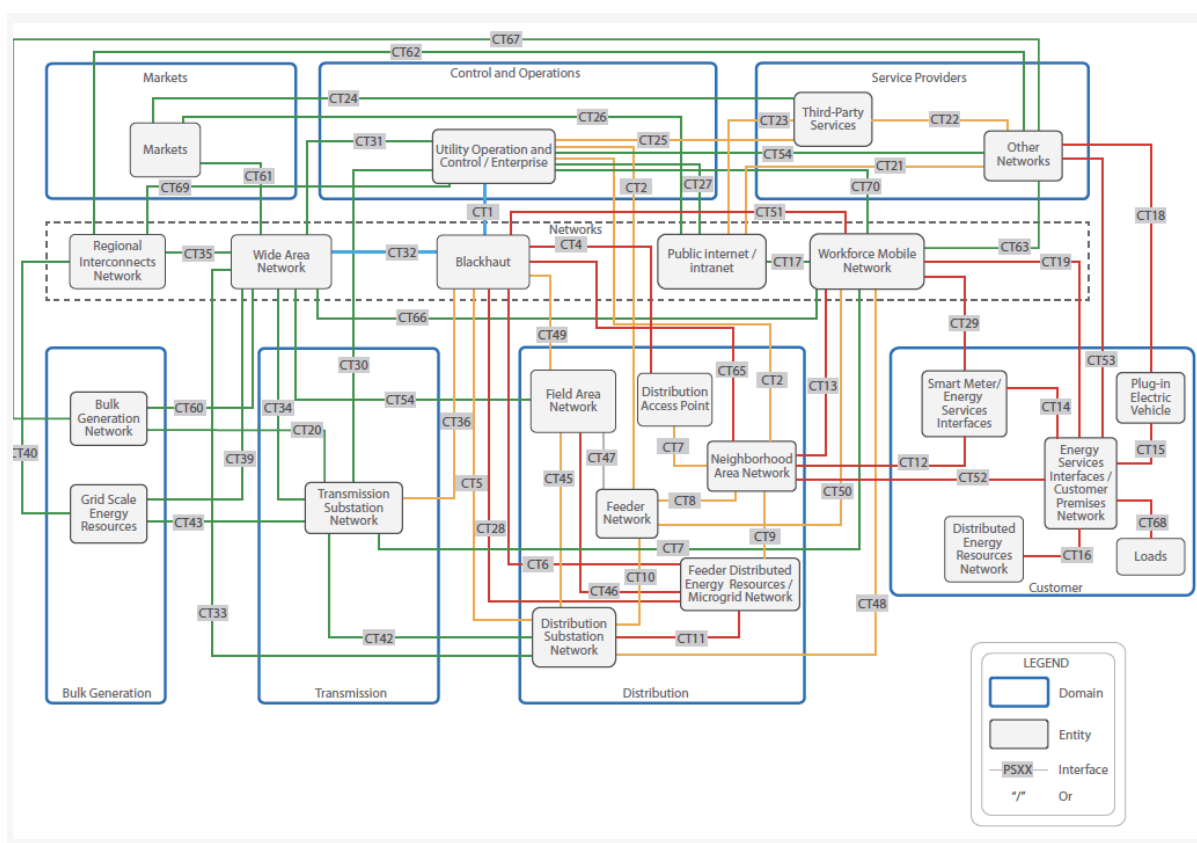 CT67
CT62
Markets
Control and Operations
Service Providers
CT24
CT26
CT23
Third-Party
Services
CT22
CT31
CT25
Markets
Utility Operation and
Control / Enterprise
CT54
Other
Networks
CT21
CT61
CT69
CT2
CT27
CT70
CT1
CT51
CT18
Networks
CT4
Regional
Interconnects
Network
CT35
Wide Area
Network
CT32
Blackhaut
Public internet /
intranet
CT17
Workforce Mobile
Network
CT63
CT19
CT66
CT29
CT49
CT30
CT65
CT2
CT13
CT53
Bulk
Generation
Network
CT60
CT34
CT54
Field Area
Network
Distribution
Access Point
Smart Meter/
Energy
Services
Interfaces
CT14
Plug-in
Electric
Vehicle
CT20
CT36
CT7
CT40
CT39
CT47
Neighborhood
Area Network
CT12
CT15
Energy
Services
Interfaces /
Customer
Premises
Network
CT5
CT45
CT52
CT50
Grid Scale
Energy
Resources
CT43
Transmission
Substation
Network
CT8
Feeder
Network
CT28
CT9
CT68
Distributed
Energy
Resources
Network
CT16
Loads
CT7
CT6
CT10
CT46
Feeder Distributed
Energy Resources /
Microgrid Network
Customer
CT48
CT33
CT42
Distribution
Substation
Network
CT11
Bulk Generation
Transmission
Distribution
LEGEND
Domain
Entity
PSXX
Interface
"/"
Or